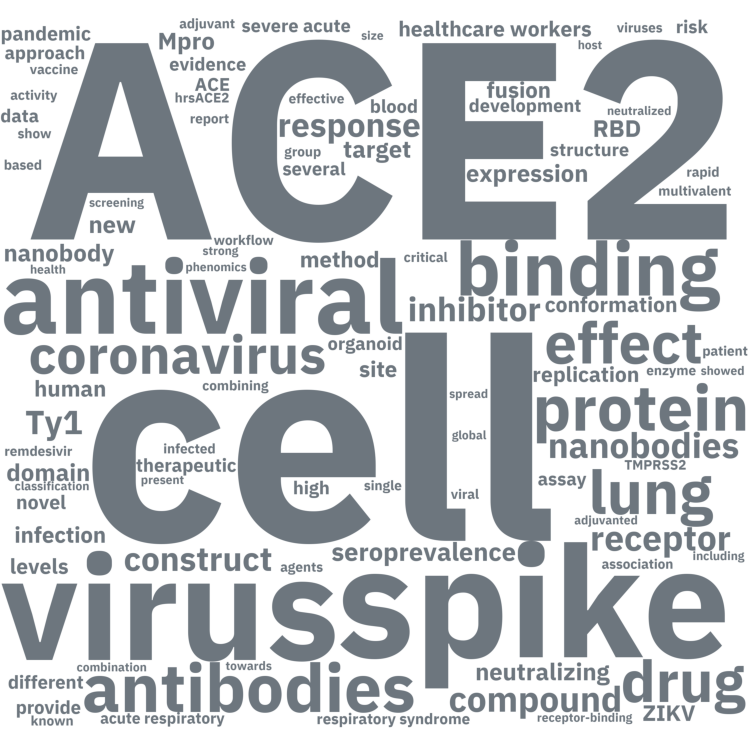 pandemic
adjuvant
severe acute
size
healthcare workers
viruses
risk
approach
Mpro
host
vaccine
evidence
ACE2
activity
ACE
hrsACE2
effective
blood
fusion
development
neutralized
data
report
response
RBD
show
group
target
structure
based
several
expression
rapid
multivalent
screening
new
workflow
nanobody
strong
health
phenomics
method
critical
binding
antiviral
inhibitor
conformation
coronavirus
organoid
effect
patient
site
replication
enzyme
showed
human
combining
cell
spread
protein
Ty1
global
nanobodies
remdesivir
infected
domain
therapeutic
TMPRSS2
classification
present
high
single
viral
assay
lung
novel
adjuvanted
infection
receptor
levels
construct
agents
seroprevalence
association
including
virus
spike
combination
towards
different
antibodies
neutralizing
drug
provide
compound
known
acute respiratory
respiratory syndrome
receptor-binding
ZIKV